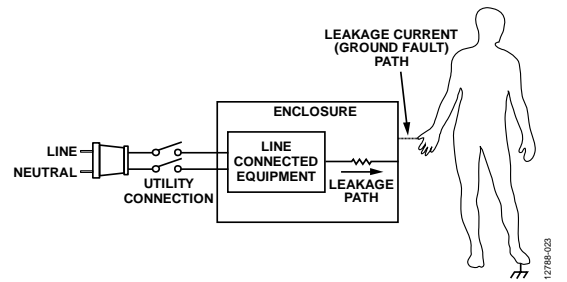 LEAKAGE CURRENT
(GROUND FAULT)
PATH
ENCLOSURE
LINE
NEUTRAL
UTILITY
CONNECTION
LINE
CONNECTED
EQUIPMENT
LEAKAGE
PATH
12788-023